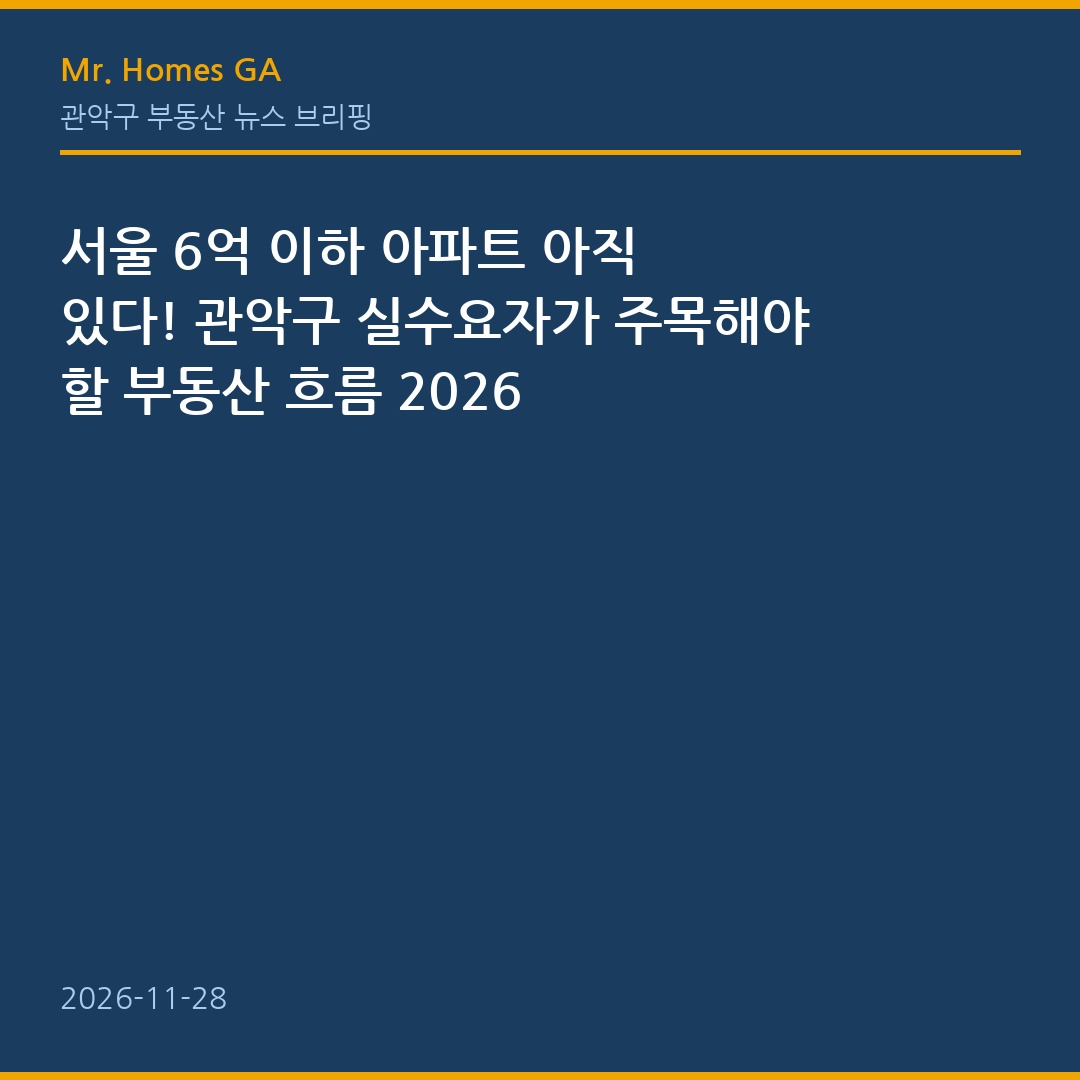 Mr. Homes GA
관악구 부동산 뉴스 브리핑
서울 6억 이하 아파트 아직
있다! 관악구 실수요자가 주목해야
할 부동산 흐름 2026
2026-11-28